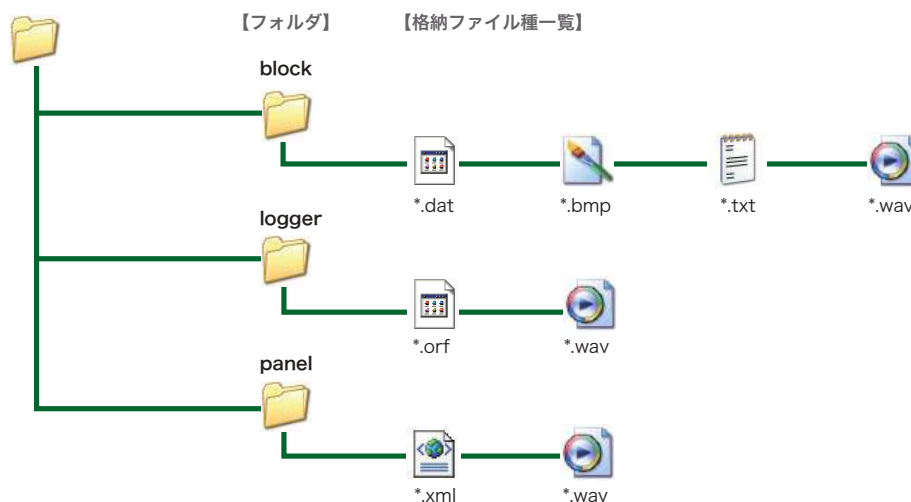 【フォルダ】 【格納ファイル種一覧】
block
*.dat *.bmp *.txt *.wav
logger
*.orf *.wav
panel
*.xml *.wav